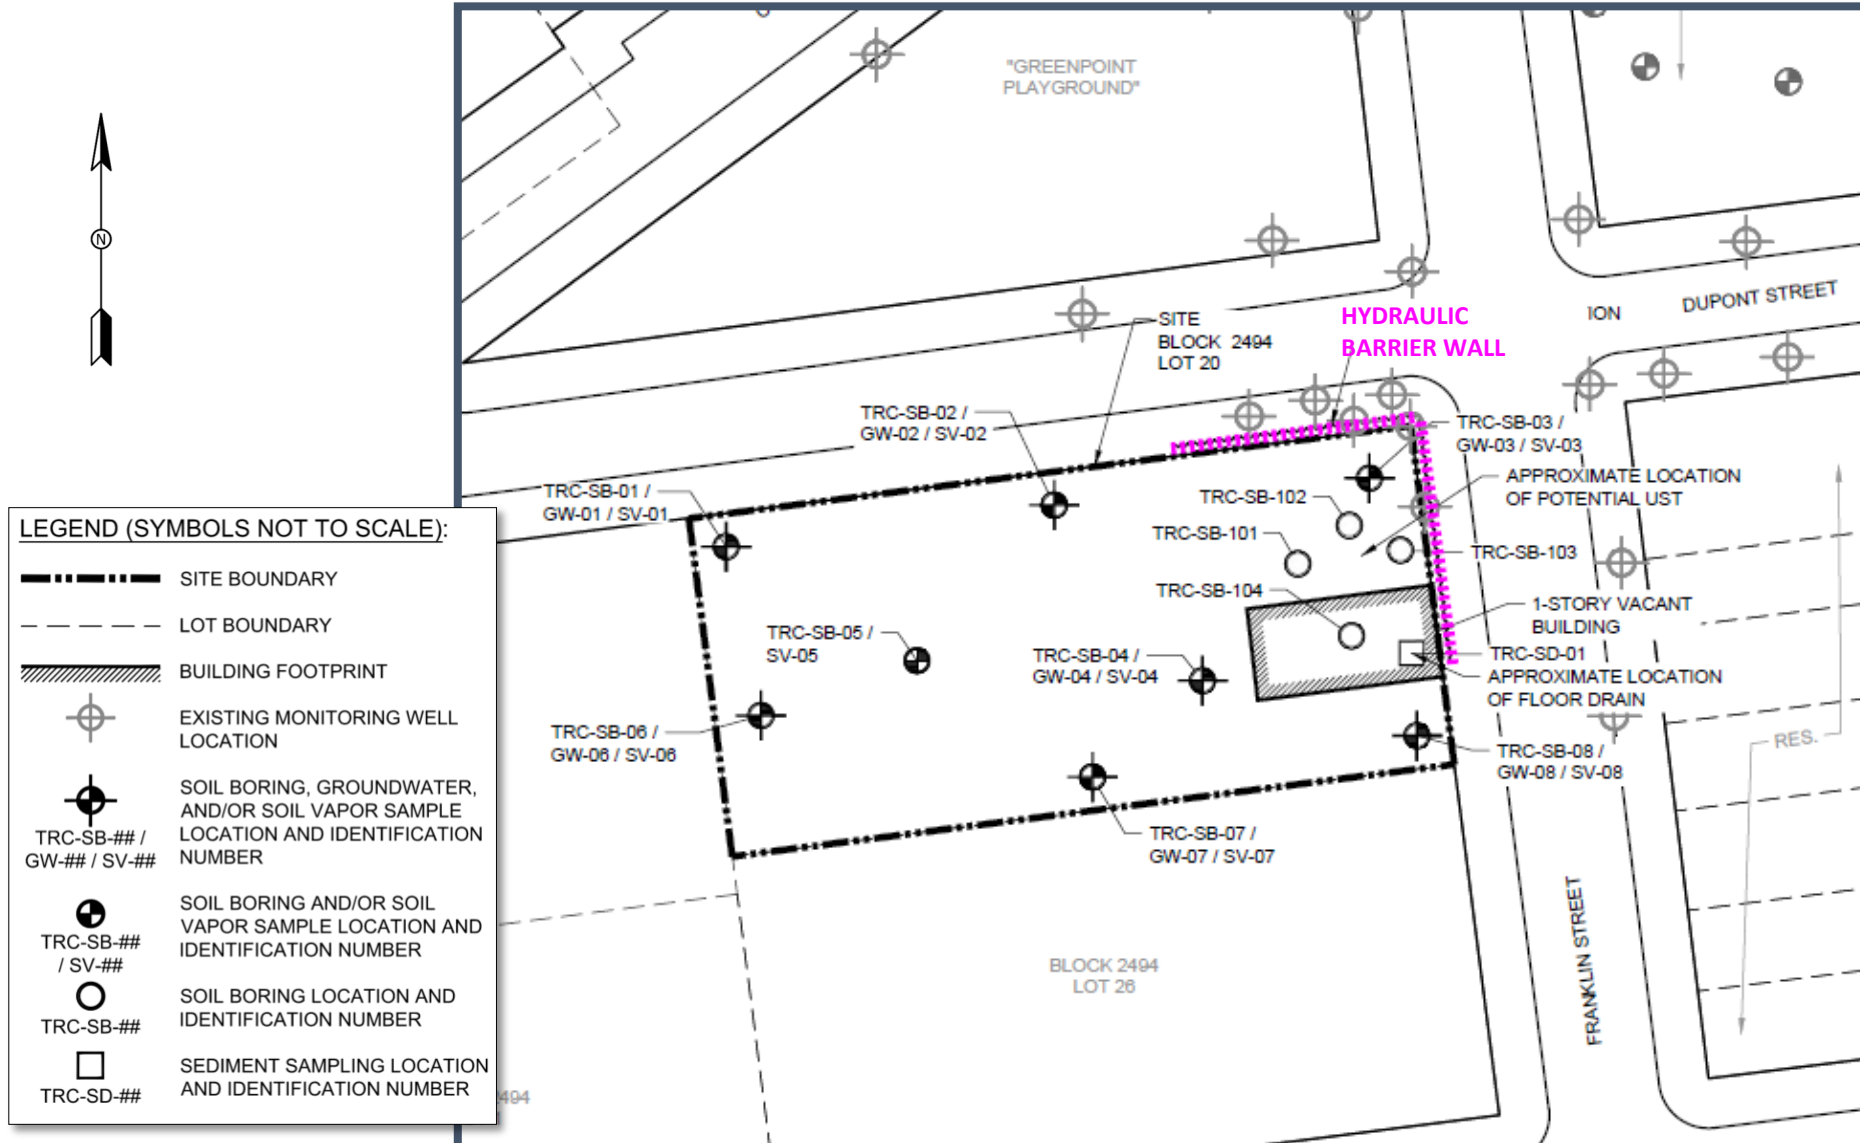 "GREENPOINT
PLAYGROUND"
N
DUPONT STREET
ION
HYDRAULIC
BARRIER WALL
SITE
BLOCK 2494
LOT 20
TRC-SB-02 /
GW-02 / SV-02
TRC-SB-03 /
GW-03 / SV-03
APPROXIMATE LOCATION
OF POTENTIAL UST
TRC-SB-01 /
GW-01 / SV-01
TRC-SB-102
TRC-SB-101
TRC-SB-103
TRC-SB-104
1-STORY VACANT
BUILDING
TRC-SB-05 /
SV-05
TRC-SB-04 /
GW-04 / SV-04
TRC-SD-01
APPROXIMATE LOCATION
OF FLOOR DRAIN
TRC-SB-06 /
GW-06 / SV-06
TRC-SB-08 /
GW-08 / SV-08
RES.
TRC-SB-07 /
GW-07 / SV-07
BLOCK 2494
LOT 26
FRANKLIN STREET
2494
LEGEND (SYMBOLS NOT TO SCALE):
SITE BOUNDARY
LOT BOUNDARY
BUILDING FOOTPRINT
EXISTING MONITORING WELL
LOCATION
SOIL BORING, GROUNDWATER,
AND/OR SOIL VAPOR SAMPLE
LOCATION AND IDENTIFICATION
NUMBER
TRC-SB-## /
GW-## / SV-##
SOIL BORING AND/OR SOIL
VAPOR SAMPLE LOCATION AND
IDENTIFICATION NUMBER
TRC-SB-##
/ SV-##
SOIL BORING LOCATION AND
IDENTIFICATION NUMBER
TRC-SB-##
SEDIMENT SAMPLING LOCATION
AND IDENTIFICATION NUMBER
TRC-SD-##